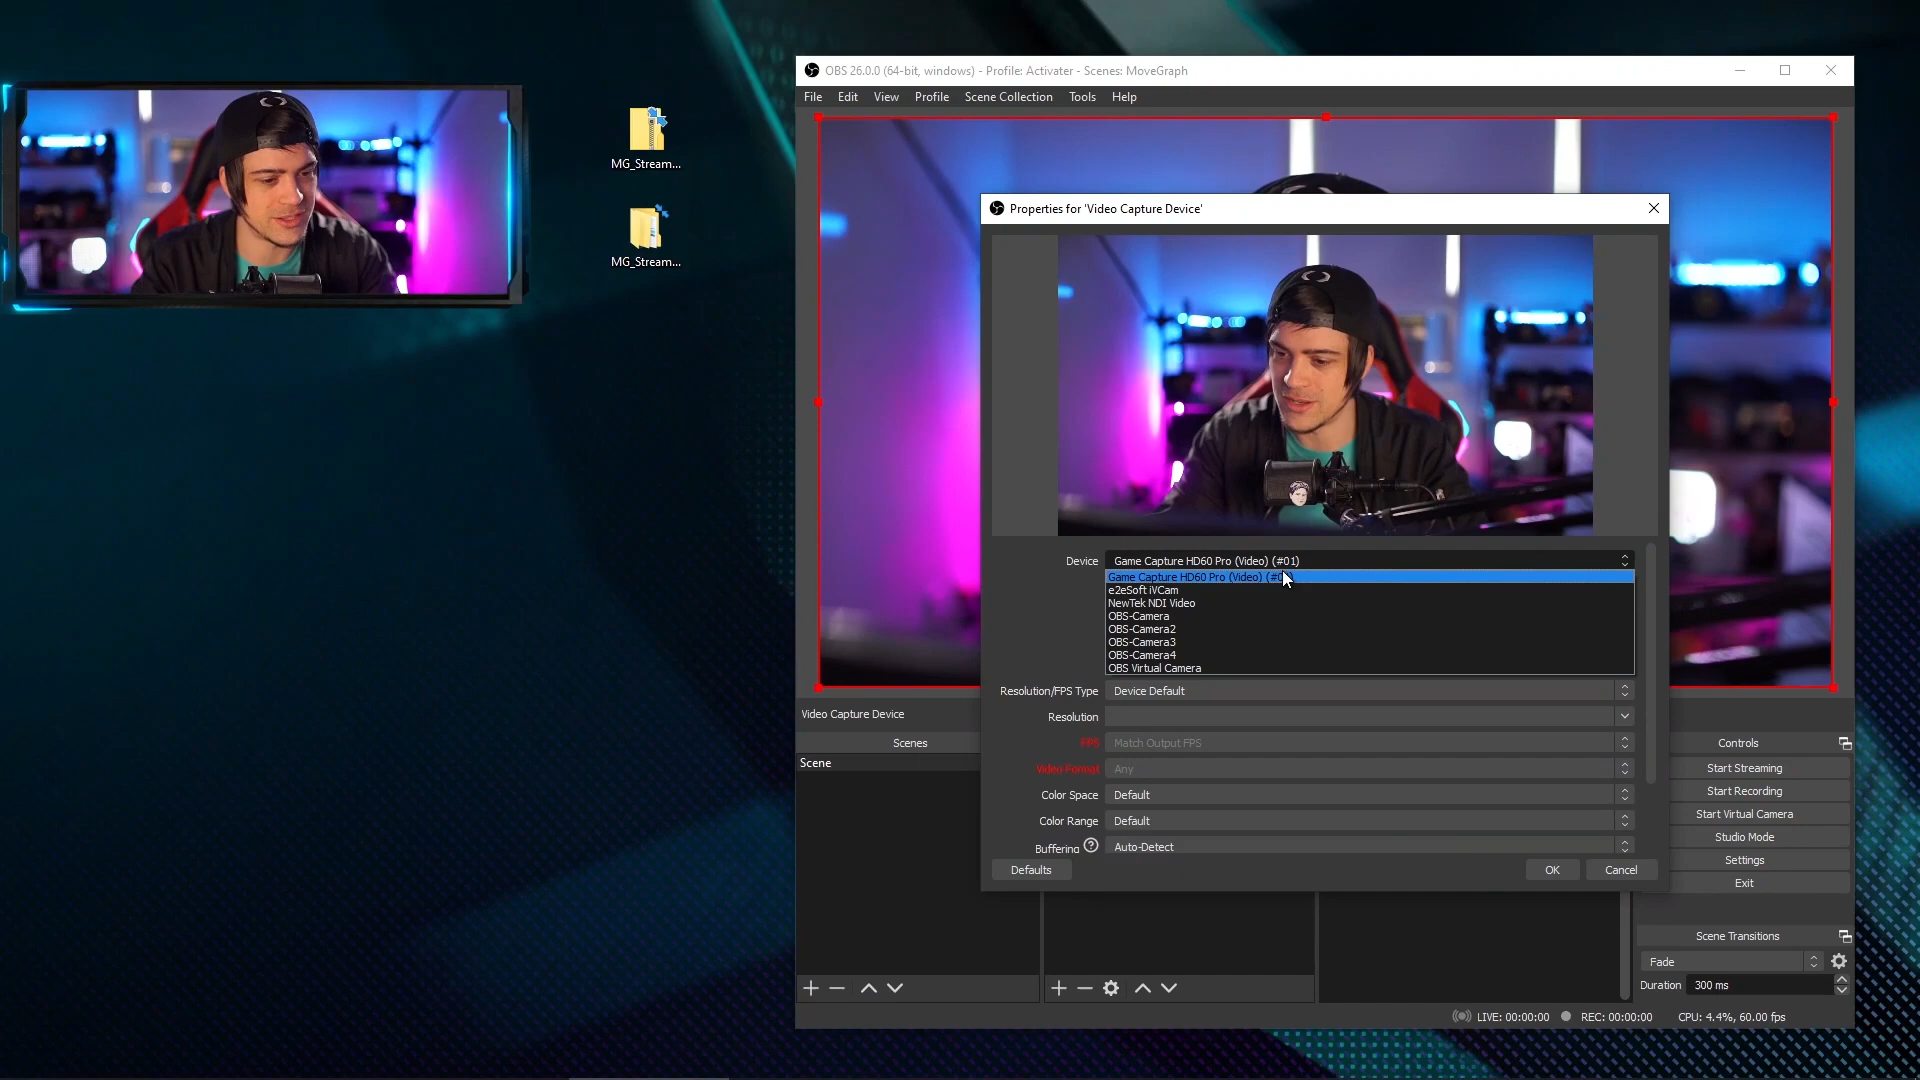 MG_Stream...
MG_Stream...
OBS 26.0.0 (64-bit, windows) - Profile: Activater - Scenes: MoveGraph
File Edit View Profile Scene Collection Tools Help
Properties for 'Video Capture Device'
Device Game Capture HD60 Pro (Video) (#01)
Game Capture HD60 Pro (Video)
e2eSoft iVCam
NewTek NDI Video
OBS-Camera
OBS-Camera2
OBS-Camera3
OBS-Camera4
OBS Virtual Camera
Resolution/FPS Type Device Default
Resolution
FPS Match Output FPS
Video Format Any
Color Space Default
Color Range Default
Buffering ? Auto-Detect
Defaults OK Cancel
Video Capture Device
Scenes
Scene
Controls
Start Streaming
Start Recording
Start Virtual Camera
Studio Mode
Settings
Exit
Scene Transitions
Fade
Duration 300 ms
LIVE: 00:00:00 REC: 00:00:00 CPU: 4.4%, 60.00 fps